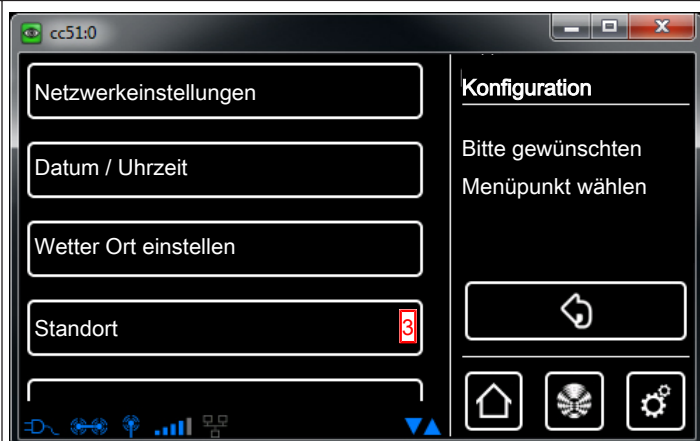 cc51:0
Netzwerkeinstellungen
Datum / Uhrzeit
Wetter Ort einstellen
Standort 3
Konfiguration
Bitte gewünschten
Menüpunkt wählen